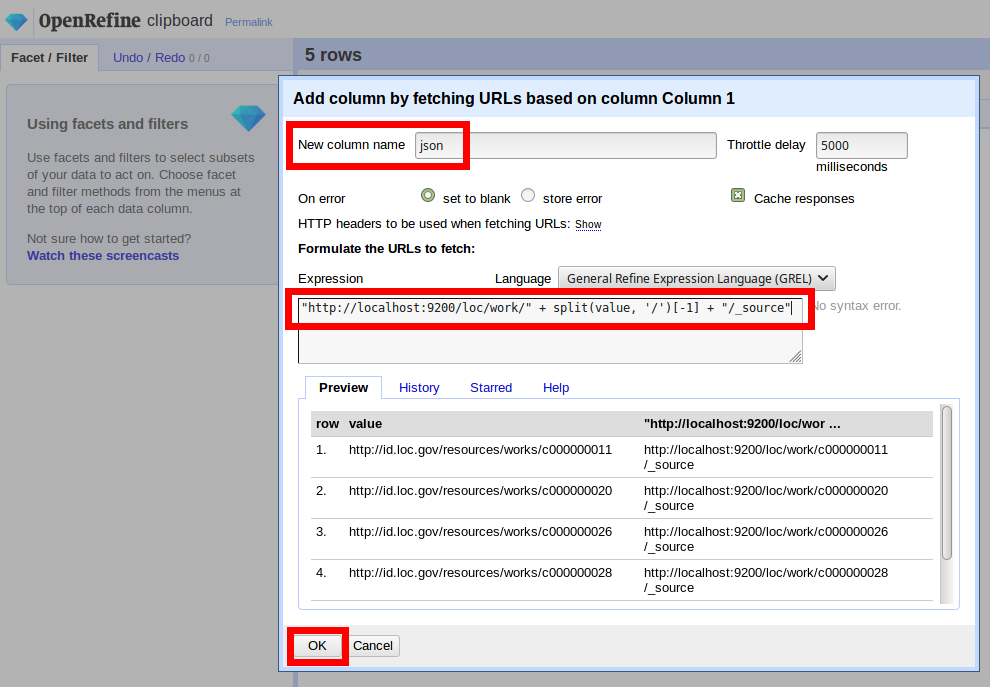 OpenRefine clipboard Permalink
Facet / Filter Undo / Redo 0 / 0 5 rows
Using facets and filters
Use facets and filters to select subsets
of your data to act on. Choose facet
and filter methods from the menus at
the top of each data column.
Not sure how to get started?
Watch these screencasts
Add column by fetching URLs based on column Column 1
New column name json Throttle delay 5000
milliseconds
On error set to blank store error Cache responses
HTTP headers to be used when fetching URLs: Show
Formulate the URLs to fetch:
Expression Language General Refine Expression Language (GREL)
"http://localhost:9200/loc/work/" + split(value, '/')[-1] + "/_source" No syntax error.
Preview History Starred Help
row value "http://localhost:9200/loc/wor ...
1. http://id.loc.gov/resources/works/c000000011 http://localhost:9200/loc/work/c000000011
/_source
2. http://id.loc.gov/resources/works/c000000020 http://localhost:9200/loc/work/c000000020
/_source
3. http://id.loc.gov/resources/works/c000000026 http://localhost:9200/loc/work/c000000026
/_source
4. http://id.loc.gov/resources/works/c000000028 http://localhost:9200/loc/work/c000000028
/_source
OK Cancel